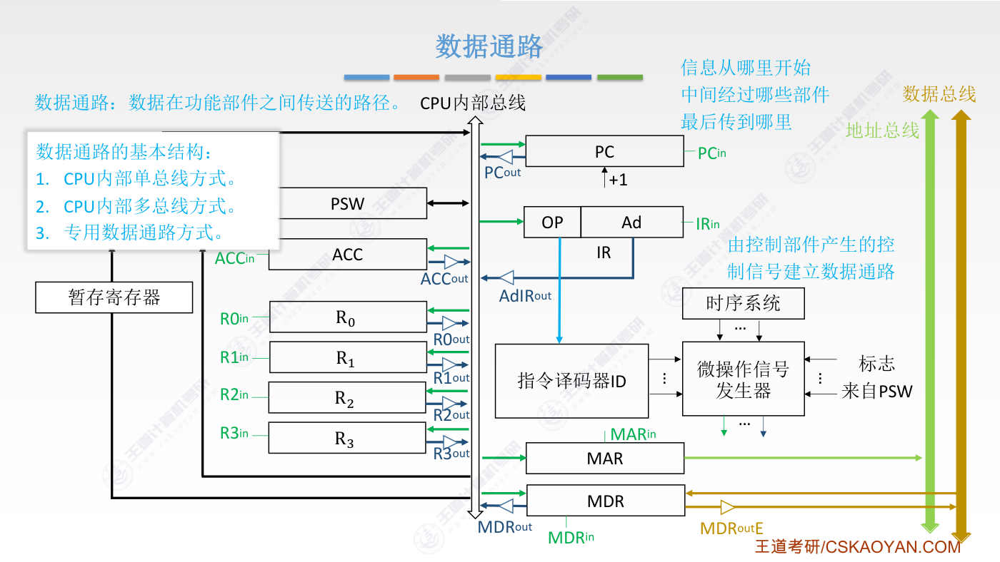 数据通路
数据通路：数据在功能部件之间传送的路径。
CPU内部总线
信息从哪里开始
中间经过哪些部件
最后传到哪里
数据总线
地址总线
数据通路的基本结构：
1. CPU内部单总线方式。
2. CPU内部多总线方式。
3. 专用数据通路方式。
PC
PCin
PCout
+1
PSW
OP
Ad
IRin
IR
AdIRout
由控制部件产生的控
制信号建立数据通路
ACCin
ACC
ACCout
暂存寄存器
R0in
R0
R0out
R1in
R1
R1out
R2in
R2
R2out
R3in
R3
R3out
时序系统
...
指令译码器ID
...
微操作信号
发生器
...
标志
来自PSW
...
MARin
MAR
MDR
MDRout
MDRin
MDRoutE
王道考研/CSKAOYAN.COM
王道计算机考研